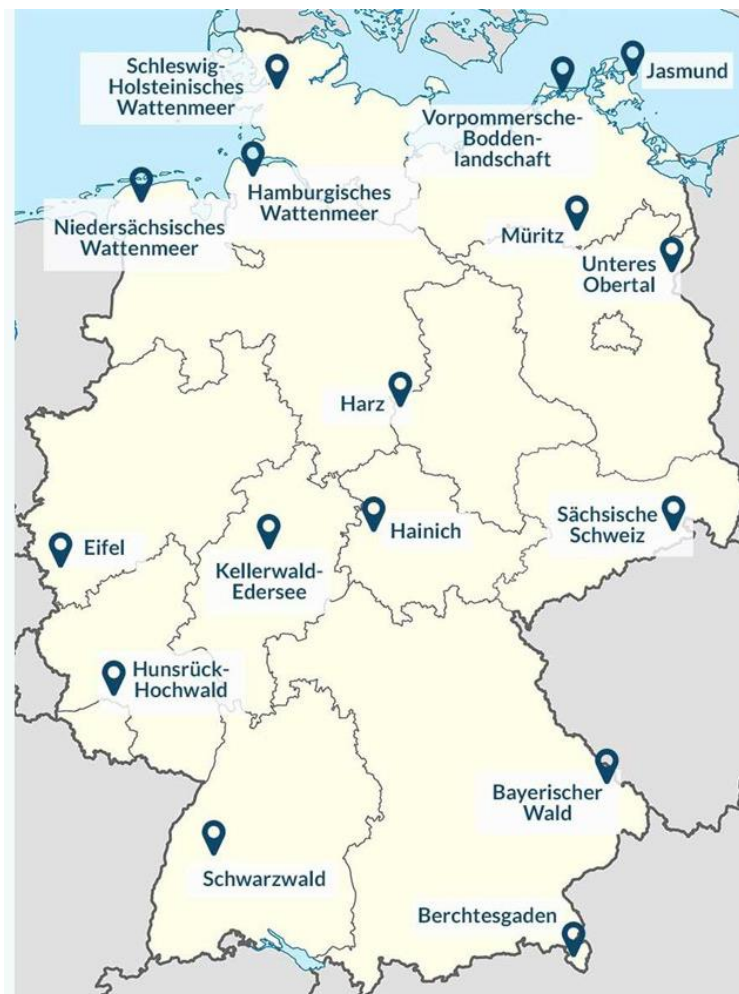 Schleswig-
Holsteinisches
Wattenmeer
Jasmund
Vorpommersche-
Bodden-
landschaft
Hamburgisches
Wattenmeer
Niedersächsisches
Wattenmeer
Müritz
Unteres
Obertal
Harz
Sächsische
Schweiz
Hainich
Eifel
Kellerwald-
Edersee
Hunsrück-
Hochwald
Bayerischer
Wald
Schwarzwald
Berchtesgaden